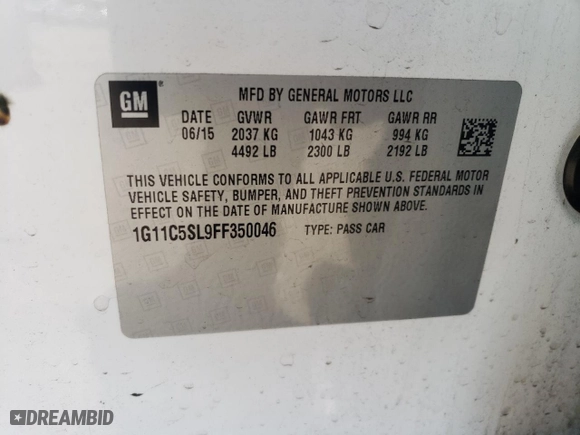 GM
MFD BY GENERAL MOTORS LLC
DATE GVWR GAWR FRT GAWR RR
06/15 2037 KG 1043 KG 994 KG
4492 LB 2300 LB 2192 LB
THIS VEHICLE CONFORMS TO ALL APPLICABLE U.S. FEDERAL MOTOR
VEHICLE SAFETY, BUMPER, AND THEFT PREVENTION STANDARDS IN
EFFECT ON THE DATE OF MANUFACTURE SHOWN ABOVE.
1G11C5SL9FF350046 TYPE: PASS CAR
DREAMBID